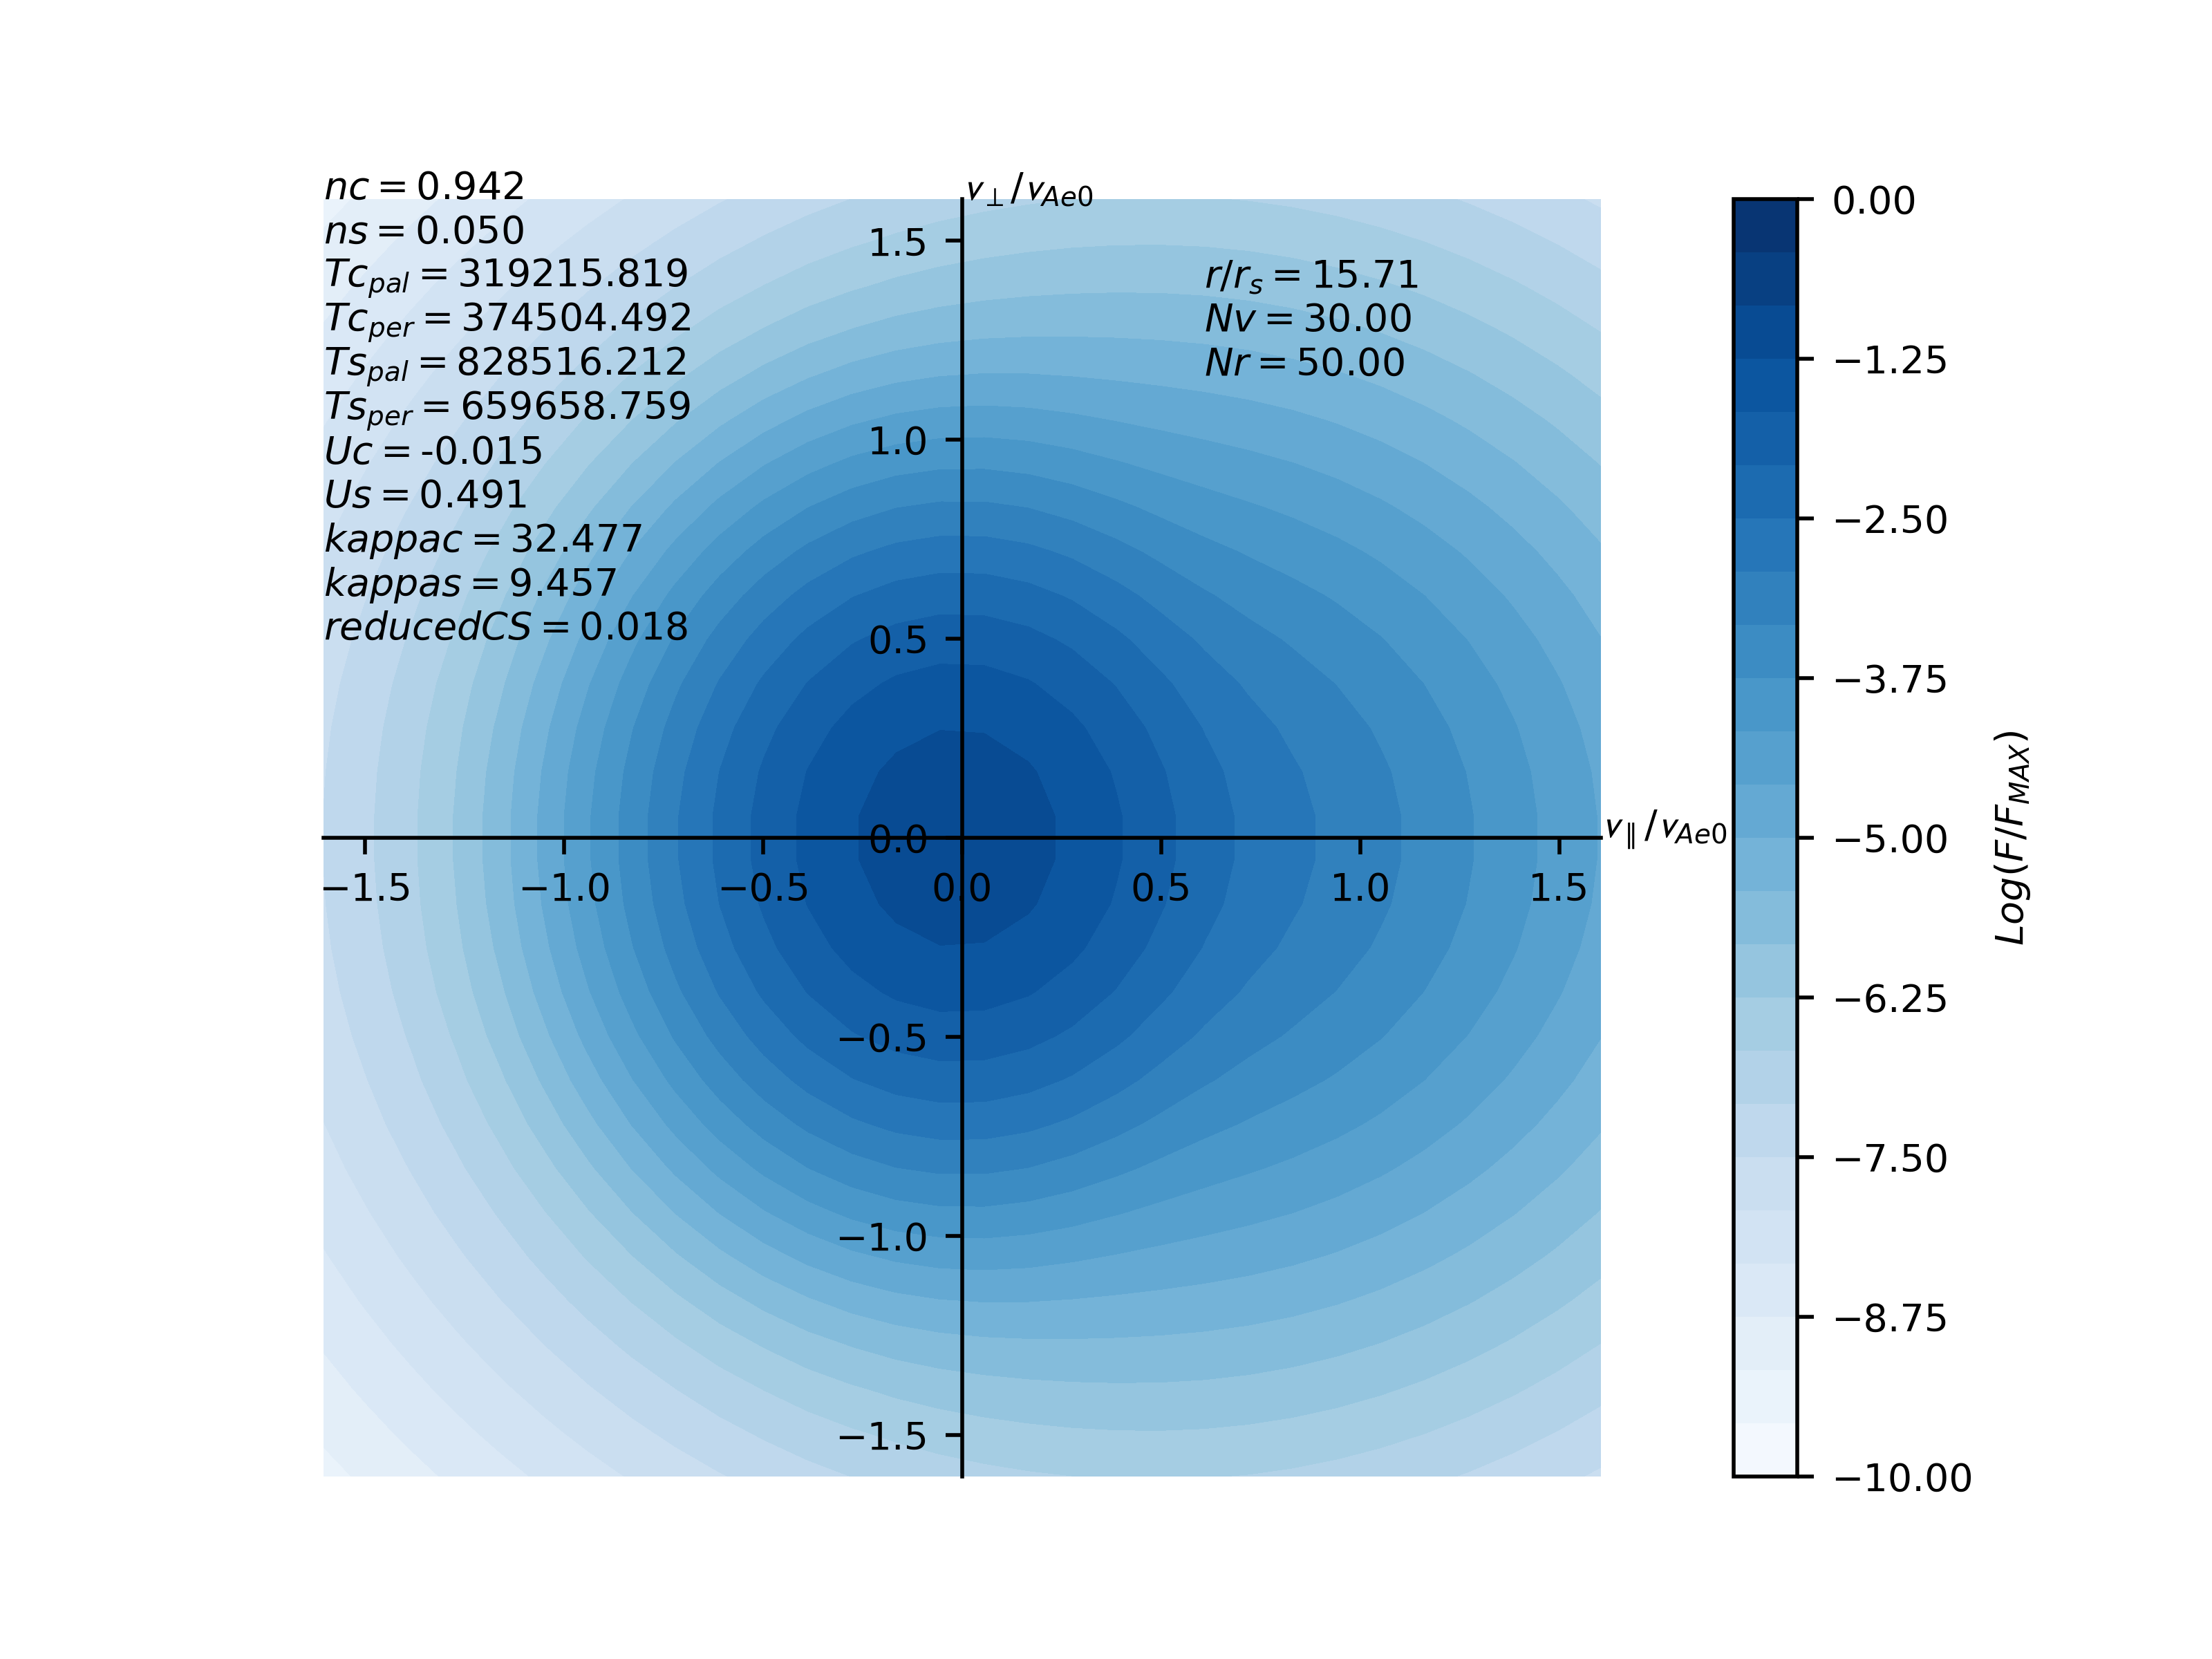 nc = 0.942
ns = 0.050
Tc_pal = 319215.819
Tc_per = 374504.492
Ts_pal = 828516.212
Ts_per = 659658.759
Uc = -0.015
Us = 0.491
kappac = 32.477
kappas = 9.457
reducedCS = 0.018
v⊥/v_Ae0
r/r_s = 15.71
Nv = 30.00
Nr = 50.00
1.5
1.0
0.5
0.0
−0.5
−1.0
−1.5
−1.5 −1.0 −0.5 0.0 0.5 1.0 1.5
v∥/v_Ae0
0.00
−1.25
−2.50
−3.75
−5.00
−6.25
−7.50
−8.75
−10.00
Log(F/F_MAX)